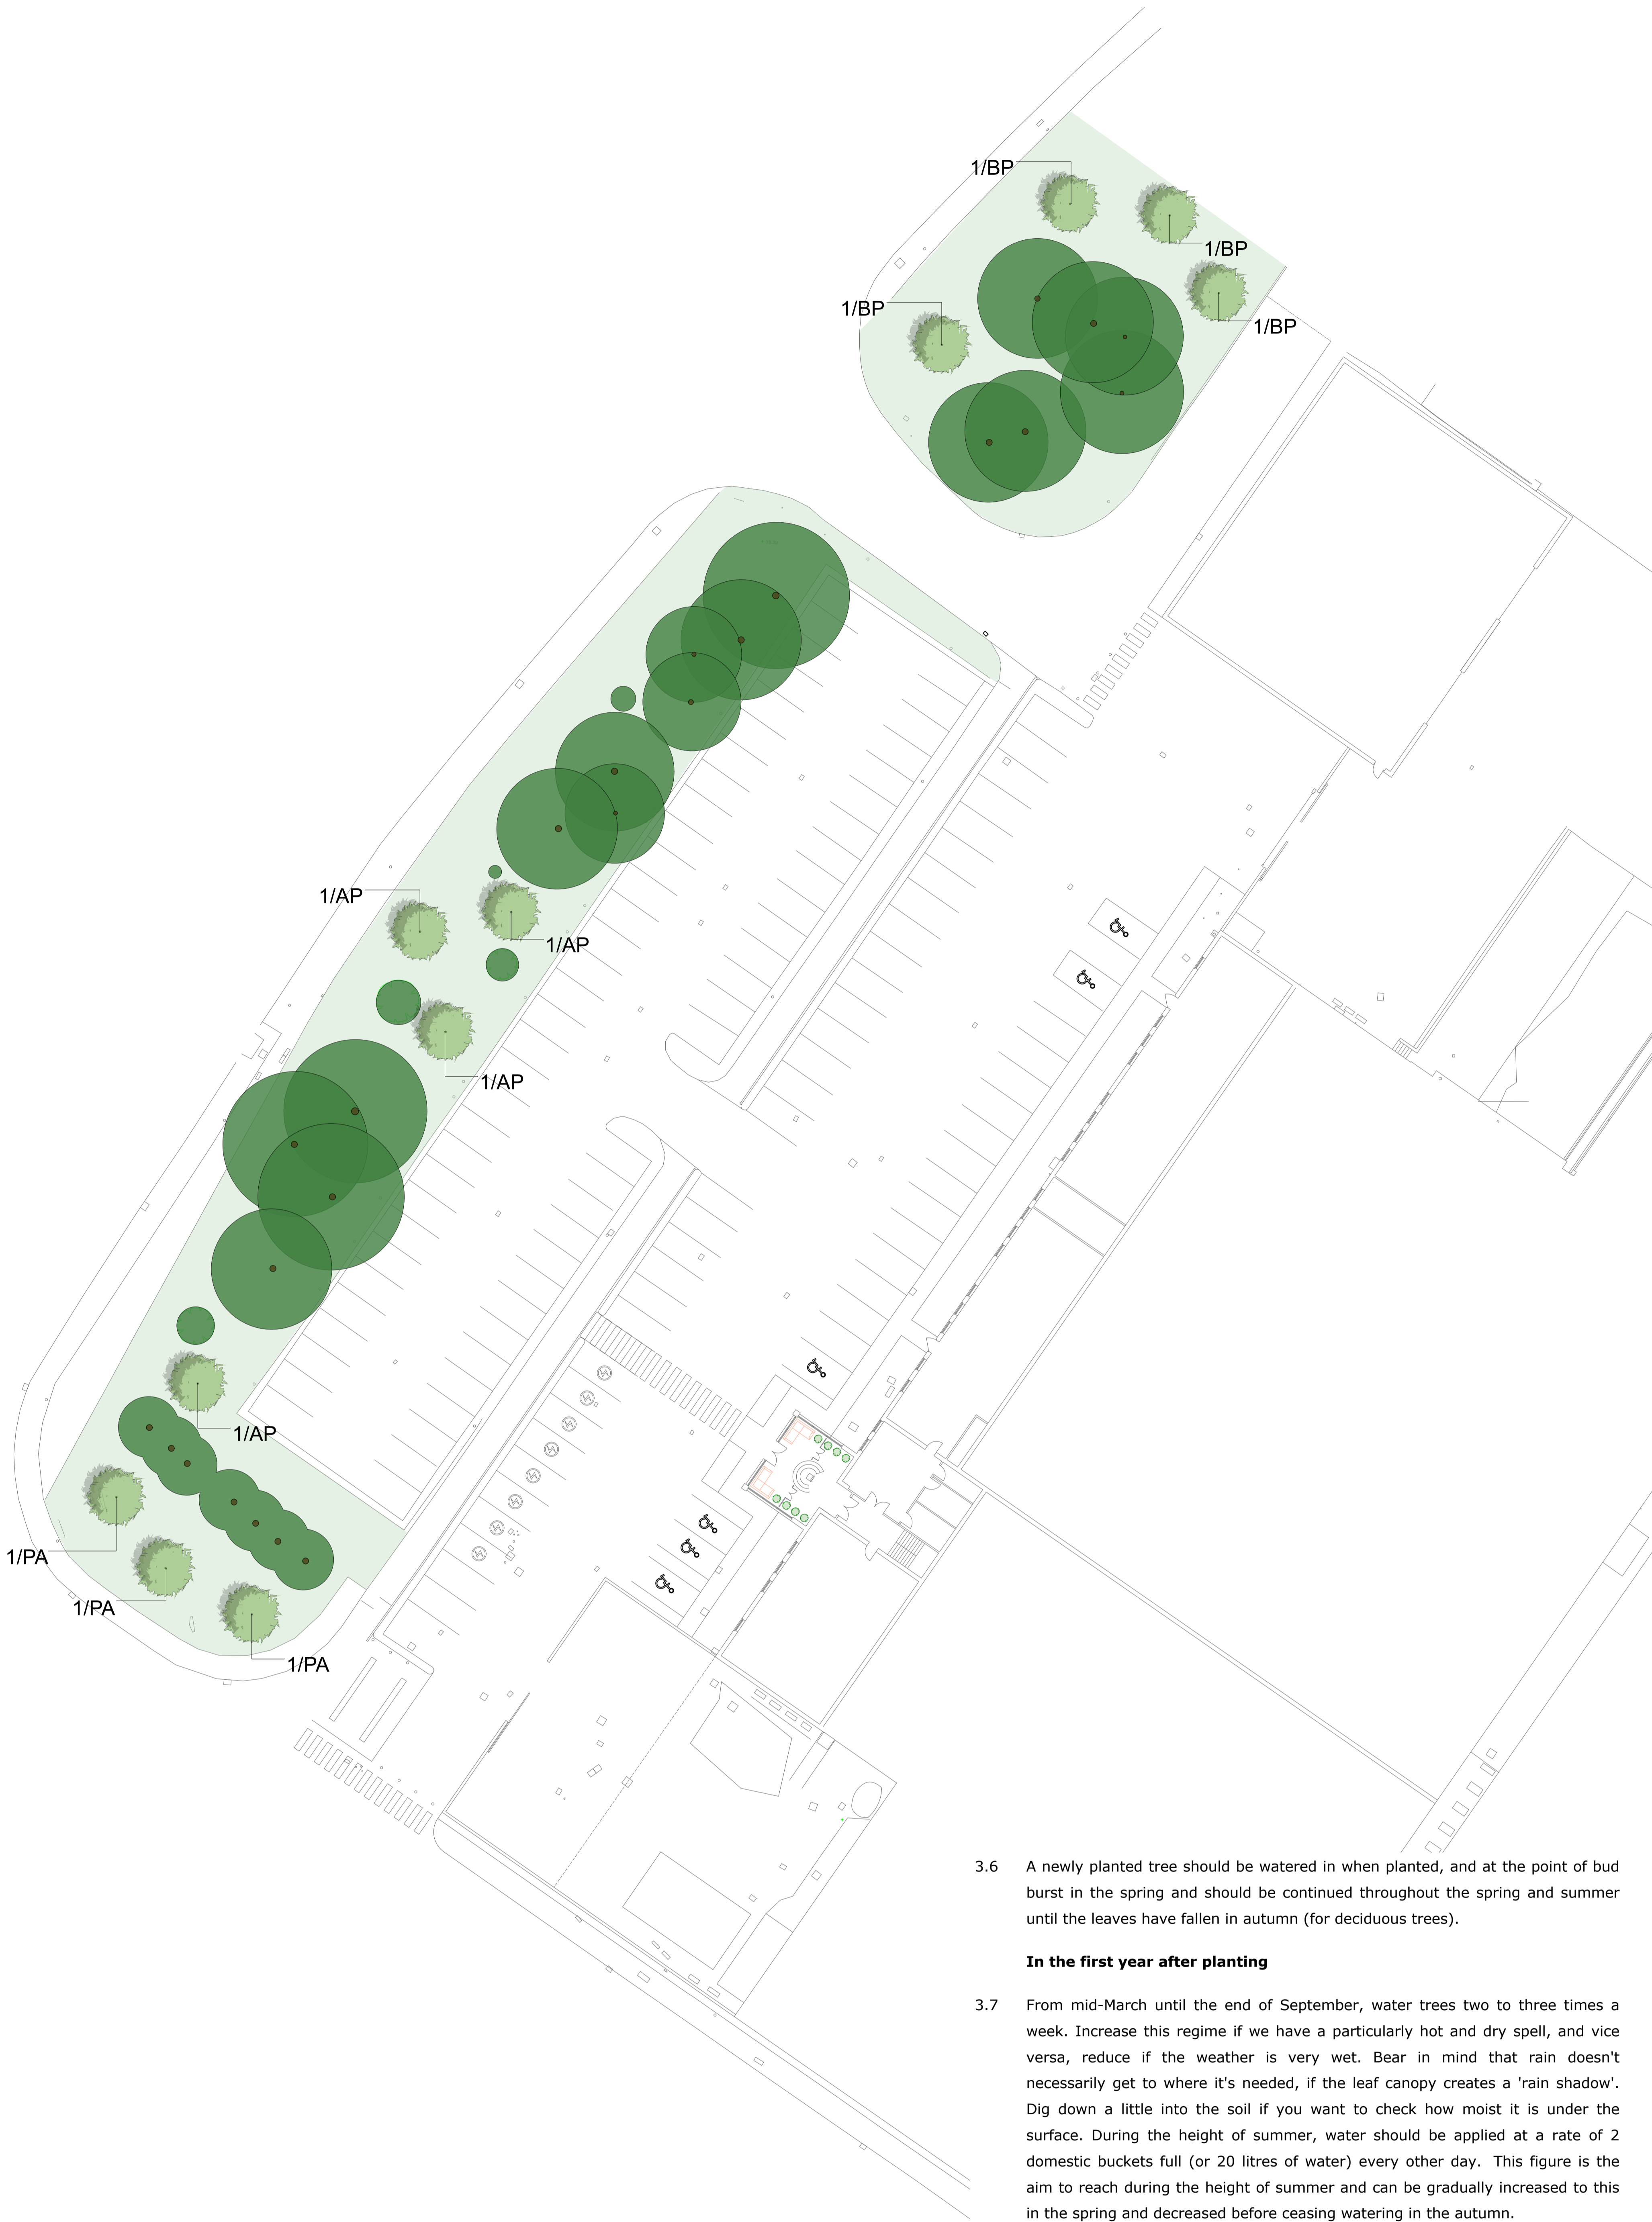 1/BP
1/BP
1/BP
1/BP
1/AP
1/AP
1/AP
1/AP
1/PA
1/PA
1/PA
3.6 A newly planted tree should be watered in when planted, and at the point of bud
burst in the spring and should be continued throughout the spring and summer
until the leaves have fallen in autumn (for deciduous trees).
In the first year after planting
3.7 From mid-March until the end of September, water trees two to three times a
week. Increase this regime if we have a particularly hot and dry spell, and vice
versa, reduce if the weather is very wet. Bear in mind that rain doesn't
necessarily get to where it's needed, if the leaf canopy creates a 'rain shadow'.
Dig down a little into the soil if you want to check how moist it is under the
surface. During the height of summer, water should be applied at a rate of 2
domestic buckets full (or 20 litres of water) every other day. This figure is the
aim to reach during the height of summer and can be gradually increased to this
in the spring and decreased before ceasing watering in the autumn.